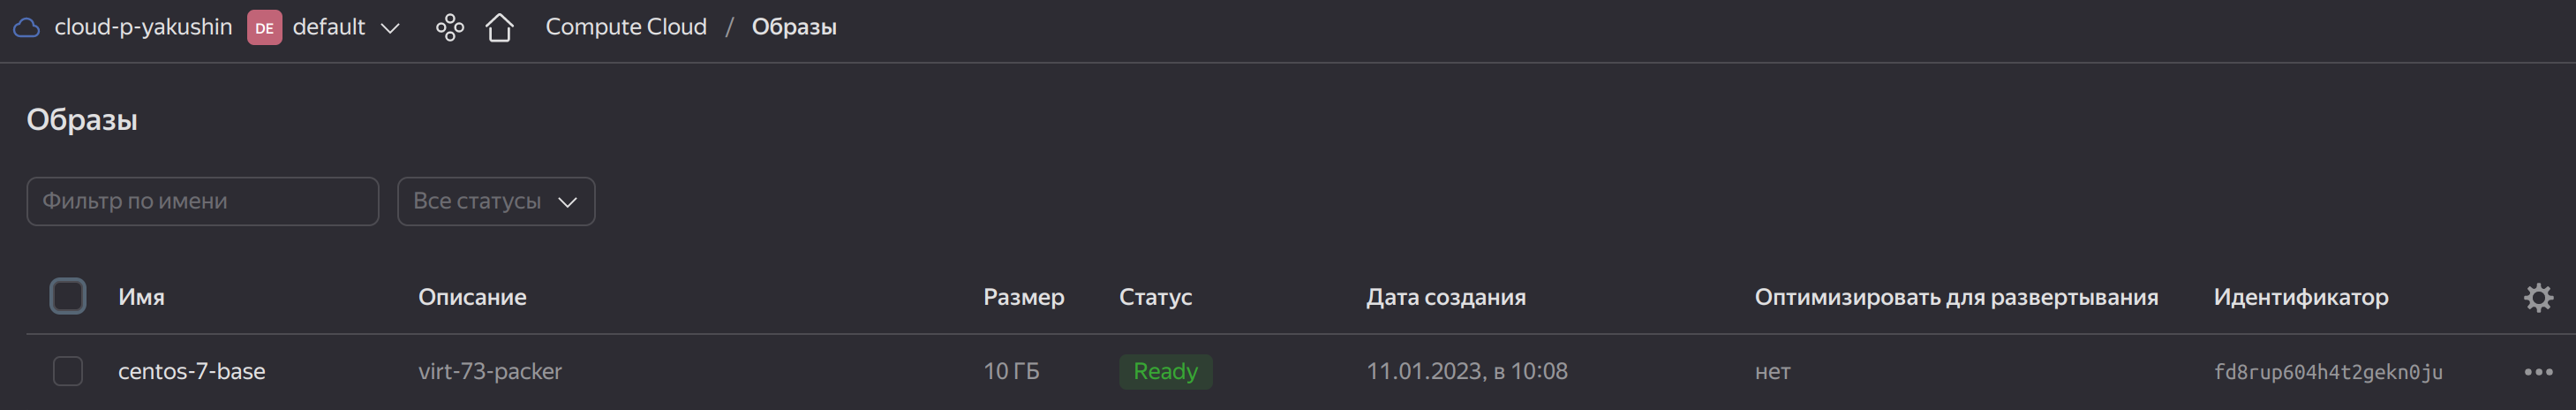 cloud-p-yakushin DE default Compute Cloud / Образы
Образы
Фильтр по имени Все статусы
Имя Описание Размер Статус Дата создания Оптимизировать для развертывания Идентификатор
centos-7-base virt-73-packer 10 ГБ Ready 11.01.2023, в 10:08 нет fd8rup604h4t2gekn0ju